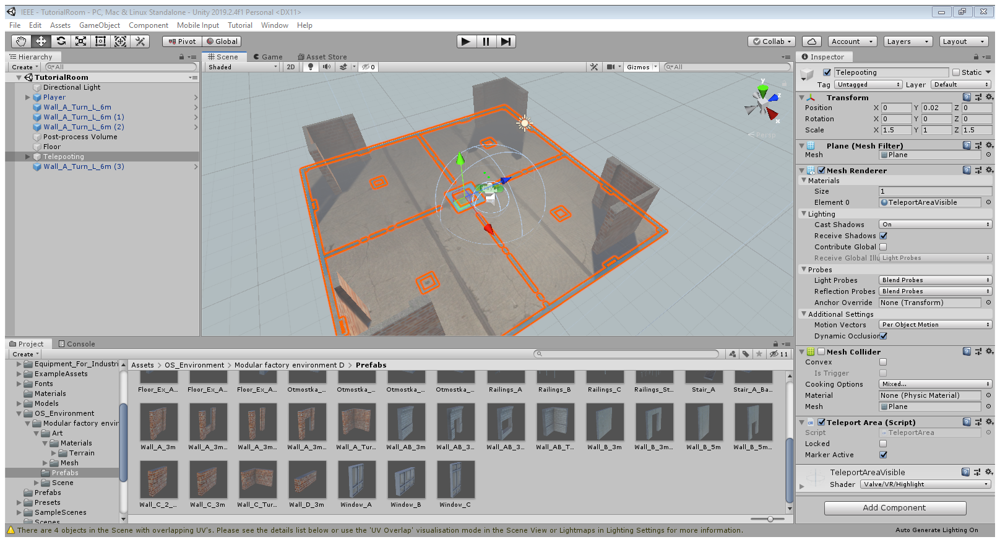 IEEE - TutorialRoom - PC, Mac & Linux Standalone - Unity 2019.2.4f1 Personal <DX11>
File Edit Assets GameObject Component Mobile Input Tutorial Window Help
Pivot Global Collab Account Layers Layout
Hierarchy
Create All
TutorialRoom
Directional Light
Player
Wall_A_Turn_L_6m
Wall_A_Turn_L_6m (1)
Wall_A_Turn_L_6m (2)
Post-process Volume
Floor
Telepooting
Wall_A_Turn_L_6m (3)
Scene Game Asset Store
Shaded 2D 0 Gizmos All
y
z
x
Persp
Player
Inspector
Telepooting Static
Tag Untagged Layer Default
Transform
Position X 0 Y 0.02 Z 0
Rotation X 0 Y 0 Z 0
Scale X 1.5 Y 1 Z 1.5
Plane (Mesh Filter)
Mesh Plane
Mesh Renderer
Materials
Size 1
Element 0 TeleportAreaVisible
Lighting
Cast Shadows On
Receive Shadows
Contribute Global
Receive Global Illu Light Probes
Probes
Light Probes Blend Probes
Reflection Probes Blend Probes
Anchor Override None (Transform)
Additional Settings
Motion Vectors Per Object Motion
Dynamic Occlusion
Mesh Collider
Convex
Is Trigger
Cooking Options Mixed...
Material None (Physic Material)
Mesh Plane
Teleport Area (Script)
Script TeleportArea
Locked
Marker Active
TeleportAreaVisible
Shader Valve/VR/Highlight
Add Component
Project Console
Create 11
Equipment_For_Industri
ExampleAssets
Fonts
Materials
Models
OS_Environment
Modular factory envir
Art
Materials
Terrain
Mesh
Prefabs
Scene
Prefabs
Presets
SampleScenes
Scenes
Assets > OS_Environment > Modular factory environment D > Prefabs
Floor_Ex_A... Floor_Ex_A... Floor_Ex_A... Otmostka_... Otmostka_... Otmostka_... Otmostka_... Railings_A Railings_B Railings_C Railings_St... Stair_A Stair_A_Ba...
Wall_A_3m Wall_A_3m... Wall_A_3m... Wall_A_3m... Wall_A_Tur... Wall_AB_3m Wall_AB_3... Wall_AB_3... Wall_AB_T... Wall_B_3m Wall_B_3m... Wall_B_5m Wall_B_5m...
Wall_C_2_... Wall_C_3m Wall_C_Tur... Wall_D_3m Window_A Window_B Window_C
There are 4 objects in the Scene with overlapping UV's. Please see the details list below or use the 'UV Overlap' visualisation mode in the Scene View or Lightmaps in Lighting Settings for more information.
Auto Generate Lighting On